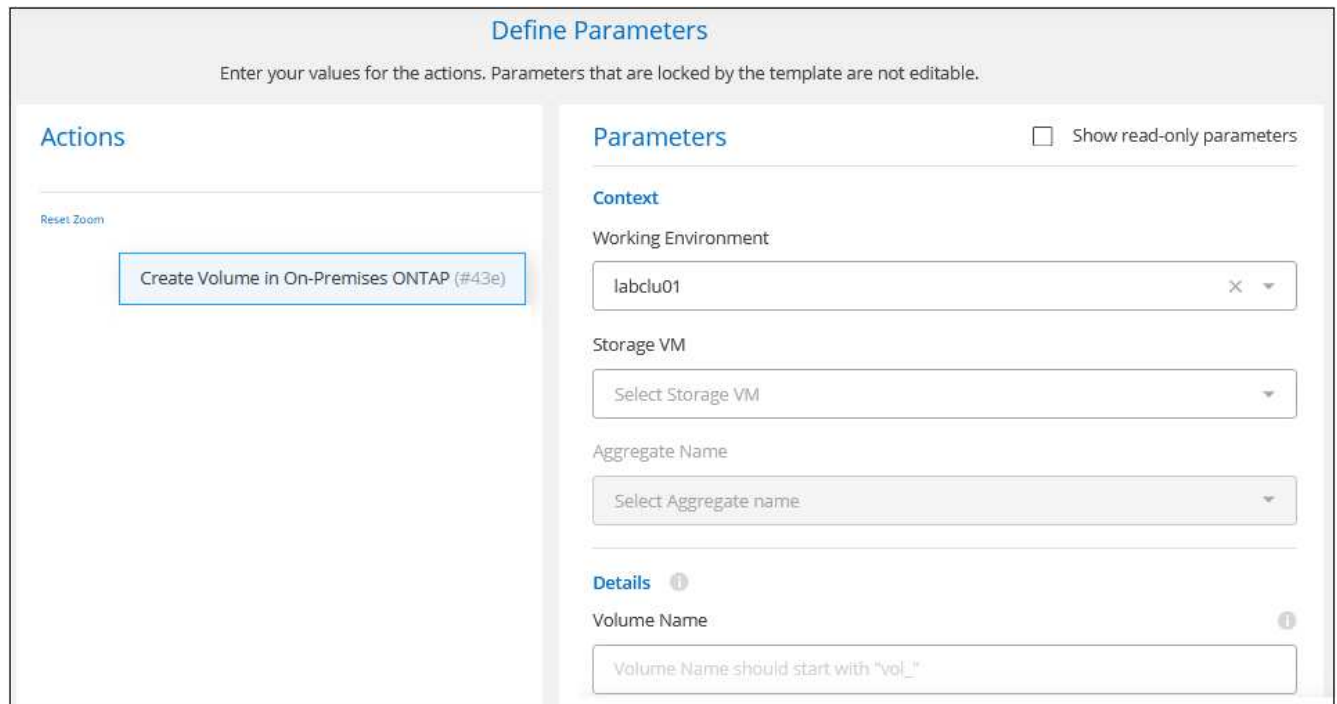 Define Parameters
Enter your values for the actions. Parameters that are locked by the template are not editable.
Actions
Reset Zoom
Create Volume in On-Premises ONTAP (#43e)
Parameters
Show read-only parameters
Context
Working Environment
labclu01
Storage VM
Select Storage VM
Aggregate Name
Select Aggregate name
Details
Volume Name
Volume Name should start with "vol_"